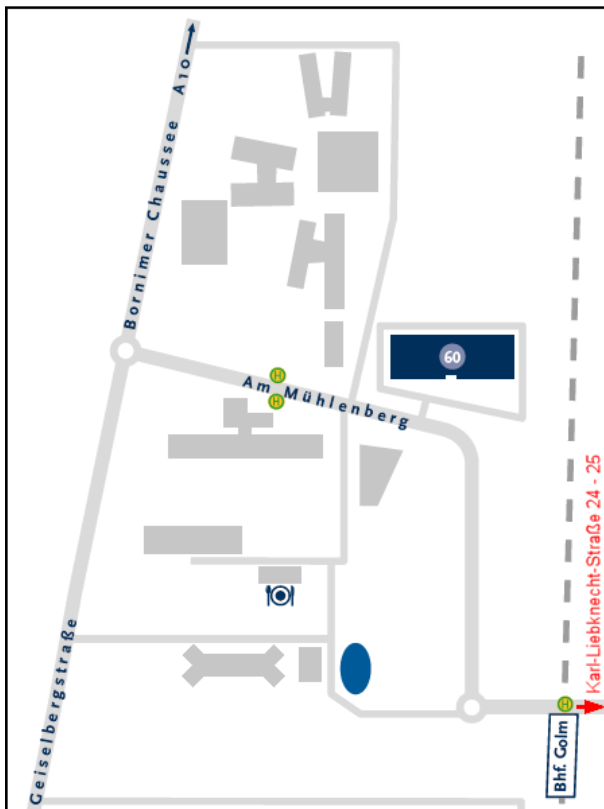 A10
Bornimer Chaussee
60
H
Am Mühlenberg
H
Karl-Liebknecht-Straße 24 - 25
Geiselbergstraße
H
Bhf. Golm